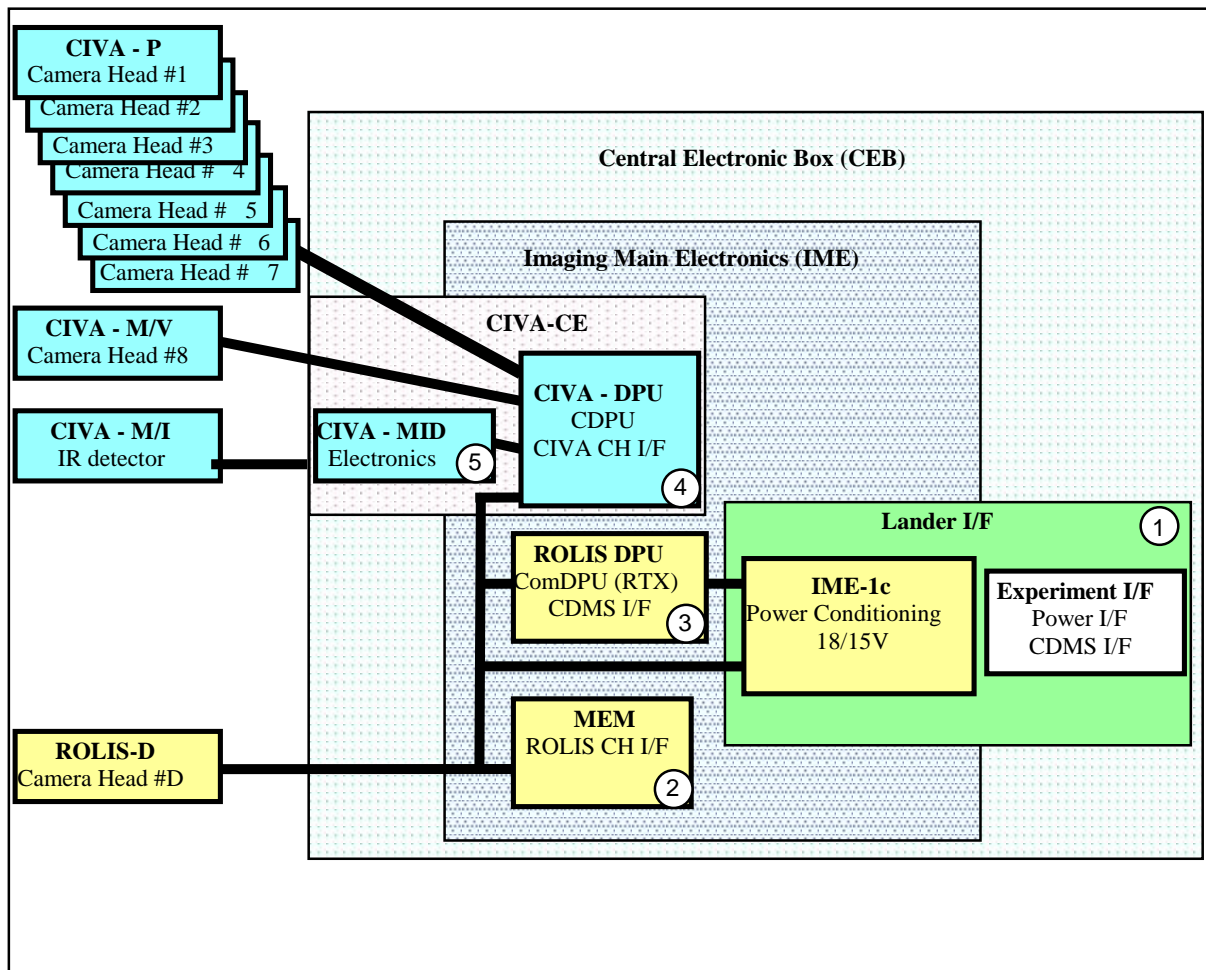 CIVA - P
Camera Head #1
Camera Head #2
Camera Head #3
Camera Head # 4
Camera Head # 5
Camera Head # 6
Camera Head # 7
Central Electronic Box (CEB)
Imaging Main Electronics (IME)
CIVA-CE
CIVA - M/V
Camera Head #8
CIVA - DPU
CDPU
CIVA CH I/F
4
CIVA - M/I
IR detector
CIVA - MID
Electronics
5
Lander I/F
1
ROLIS DPU
ComDPU (RTX)
CDMS I/F
3
IME-1c
Power Conditioning
18/15V
Experiment I/F
Power I/F
CDMS I/F
MEM
ROLIS CH I/F
2
ROLIS-D
Camera Head #D